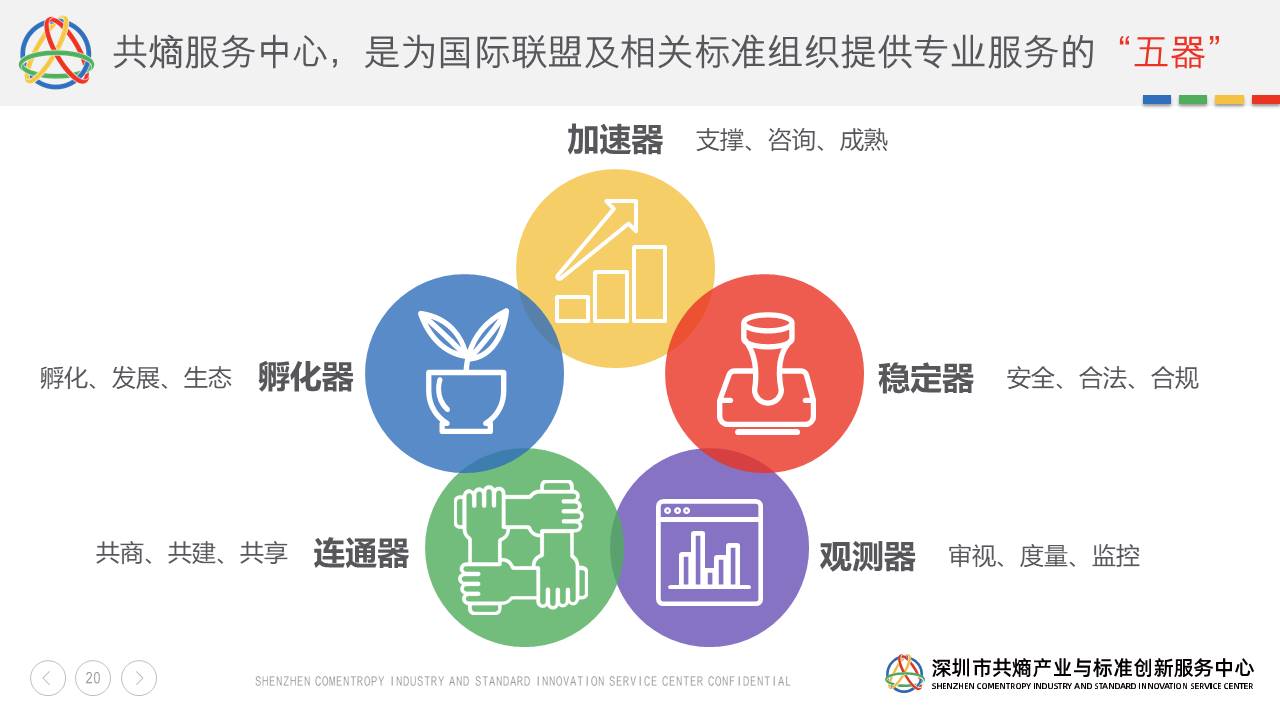 共熵服务中心，是为国际联盟及相关标准组织提供专业服务的“五器”
加速器 支撑、咨询、成熟
孵化、发展、生态 孵化器
稳定器 安全、合法、合规
共商、共建、共享 连通器
观测器 审视、度量、监控
20
SHENZHEN COMENTROPY INDUSTRY AND STANDARD INNOVATION SERVICE CENTER CONFIDENTIAL
深圳市共熵产业与标准创新服务中心
SHENZHEN COMENTROPY INDUSTRY AND STANDARD INNOVATION SERVICE CENTER